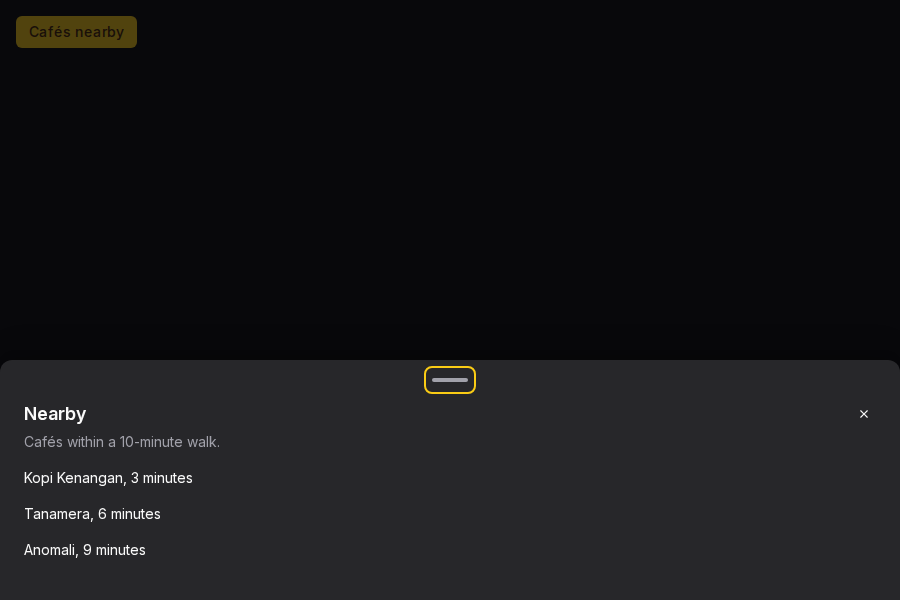 Cafés nearby
Nearby
Cafés within a 10-minute walk.
Kopi Kenangan, 3 minutes
Tanamera, 6 minutes
Anomali, 9 minutes